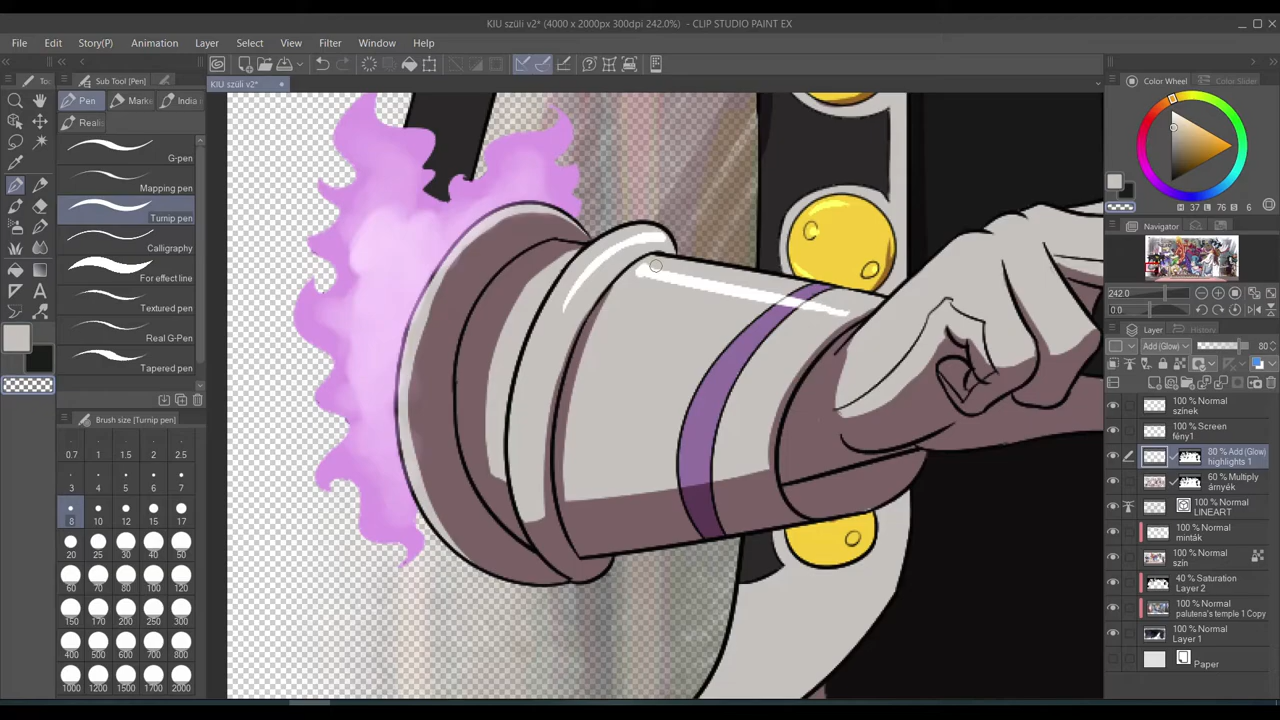 KIU szüli v2* (4000 x 2000px 300dpi 242.0%)  - CLIP STUDIO PAINT EX
File Edit Story(P) Animation Layer Select View Filter Window Help
To: Sub Tool [Pen]
KIU szüli v2*
Color Wheel Color Slider
Pen Marke India
Realis
G-pen
Mapping pen
Turnip pen
Calligraphy
For effect line
Textured pen
Real G-Pen
Tapered pen
Brush size [Turnip pen]
0.7 1 1.5 2 2.5
3 4 5 6 7
8 10 12 15 17
20 25 30 40 50
60 70 80 100 120
150 170 200 250 300
400 500 600 700 800
1000 1200 1500 1700 2000
H 37 S 76 S 6
Navigator
242.0
0.0
Layer History
Add (Glow) 80
100 % Normal
színek
100 % Screen
fény1
80 % Add (Glow)
highlights 1
60 % Multiply
árnyék
100 % Normal
LINEART
100 % Normal
minták
100 % Normal
szín
40 % Saturation
Layer 2
100 % Normal
palutena's temple 1 Copy
100 % Normal
Layer 1
Paper